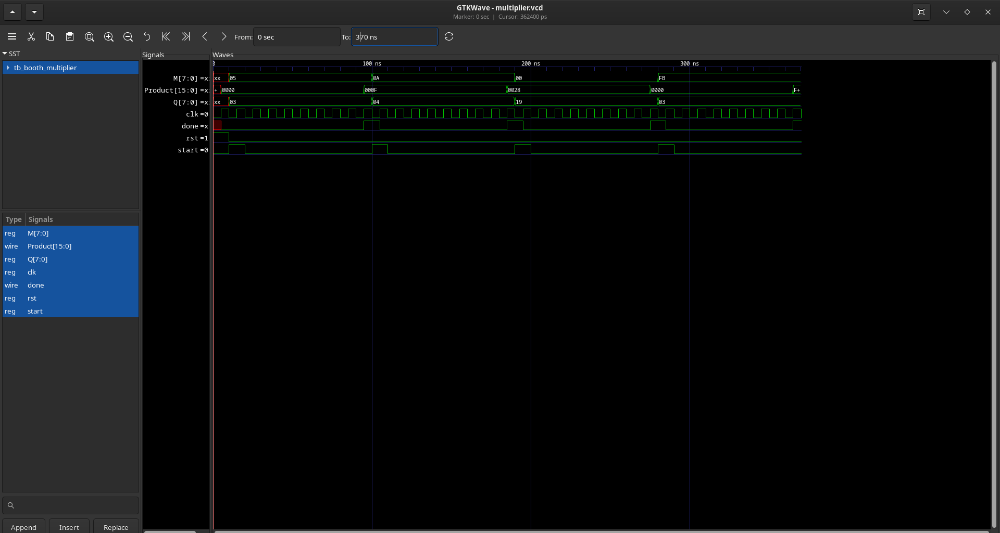 GTKWave - multiplier.vcd
Marker: 0 sec | Cursor: 362400 ps
From: 0 sec To: 370 ns
SST
tb_booth_multiplier
Type Signals
reg M[7:0]
wire Product[15:0]
reg Q[7:0]
reg clk
wire done
reg rst
reg start
Append Insert Replace
Signals
M[7:0] =x
Product[15:0] =x
Q[7:0] =x
clk =0
done =x
rst =1
start =0
Waves
0 100 ns 200 ns 300 ns
xx 05 0A 00 FB
+ 0000 000F 0028 0000 F+
xx 03 04 19 03